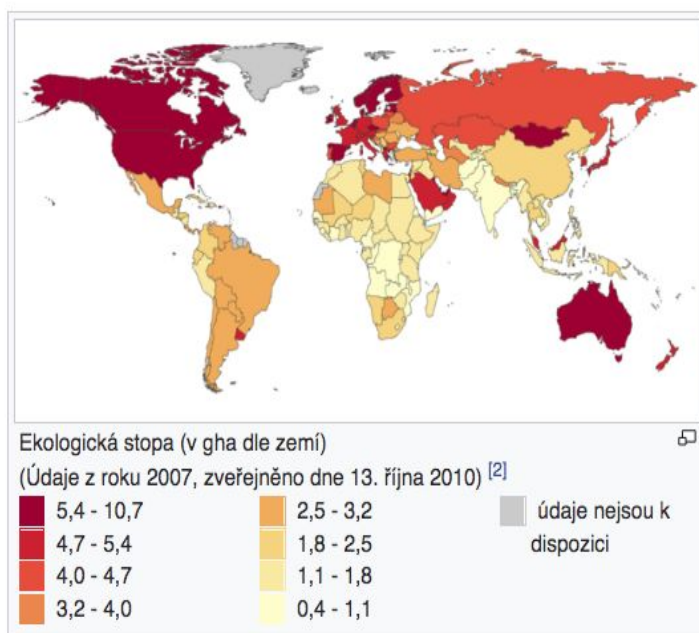 Ekologická stopa (v gha dle zemí)
(Údaje z roku 2007, zveřejněno dne 13. října 2010) [2]
5,4 - 10,7
4,7 - 5,4
4,0 - 4,7
3,2 - 4,0
2,5 - 3,2
1,8 - 2,5
1,1 - 1,8
0,4 - 1,1
údaje nejsou k
dispozici